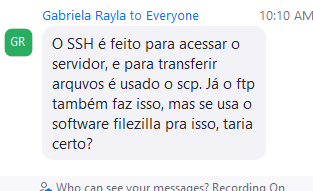 Gabriela Rayla to Everyone
10:10 AM
GR
O SSH é feito para acessar o
servidor, e para transferir
arquvos é usado o scp. Já o ftp
também faz isso, mas se usa o
software filezilla pra isso, taria
certo?
Who can see your messages? Recording On